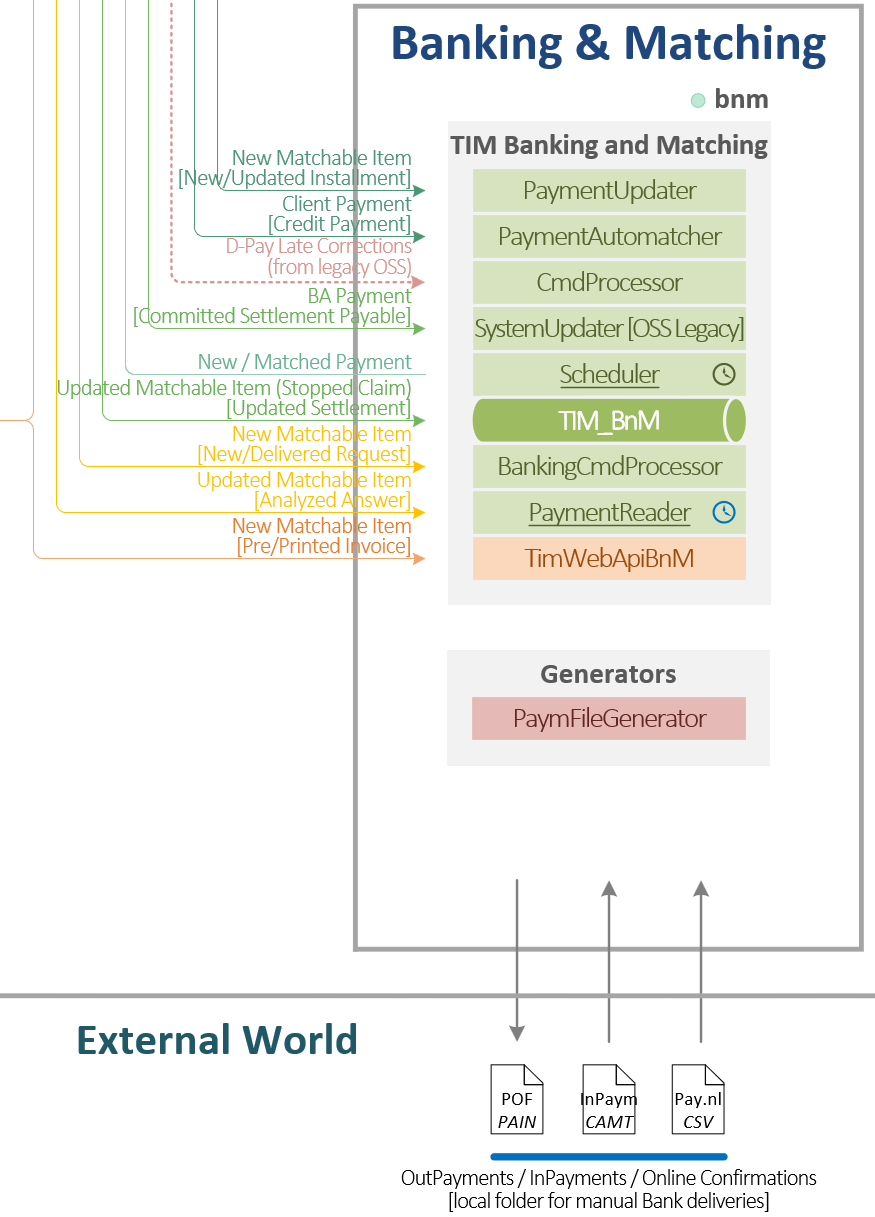 Banking & Matching
bnm
TIM Banking and Matching
PaymentUpdater
PaymentAutomatcher
CmdProcessor
SystemUpdater [OSS Legacy]
Scheduler
TIM_BnM
BankingCmdProcessor
PaymentReader
TimWebApiBnM
New Matchable Item
[New/Updated Installment]
Client Payment
[Credit Payment]
D-Pay Late Corrections
(from legacy OSS)
BA Payment
[Committed Settlement Payable]
New / Matched Payment
Updated Matchable Item (Stopped Claim)
[Updated Settlement]
New Matchable Item
[New/Delivered Request]
Updated Matchable Item
[Analyzed Answer]
New Matchable Item
[Pre/Printed Invoice]
Generators
PaymFileGenerator
External World
POF
PAIN
InPaym
CAMT
Pay.nl
CSV
OutPayments / InPayments / Online Confirmations
[local folder for manual Bank deliveries]